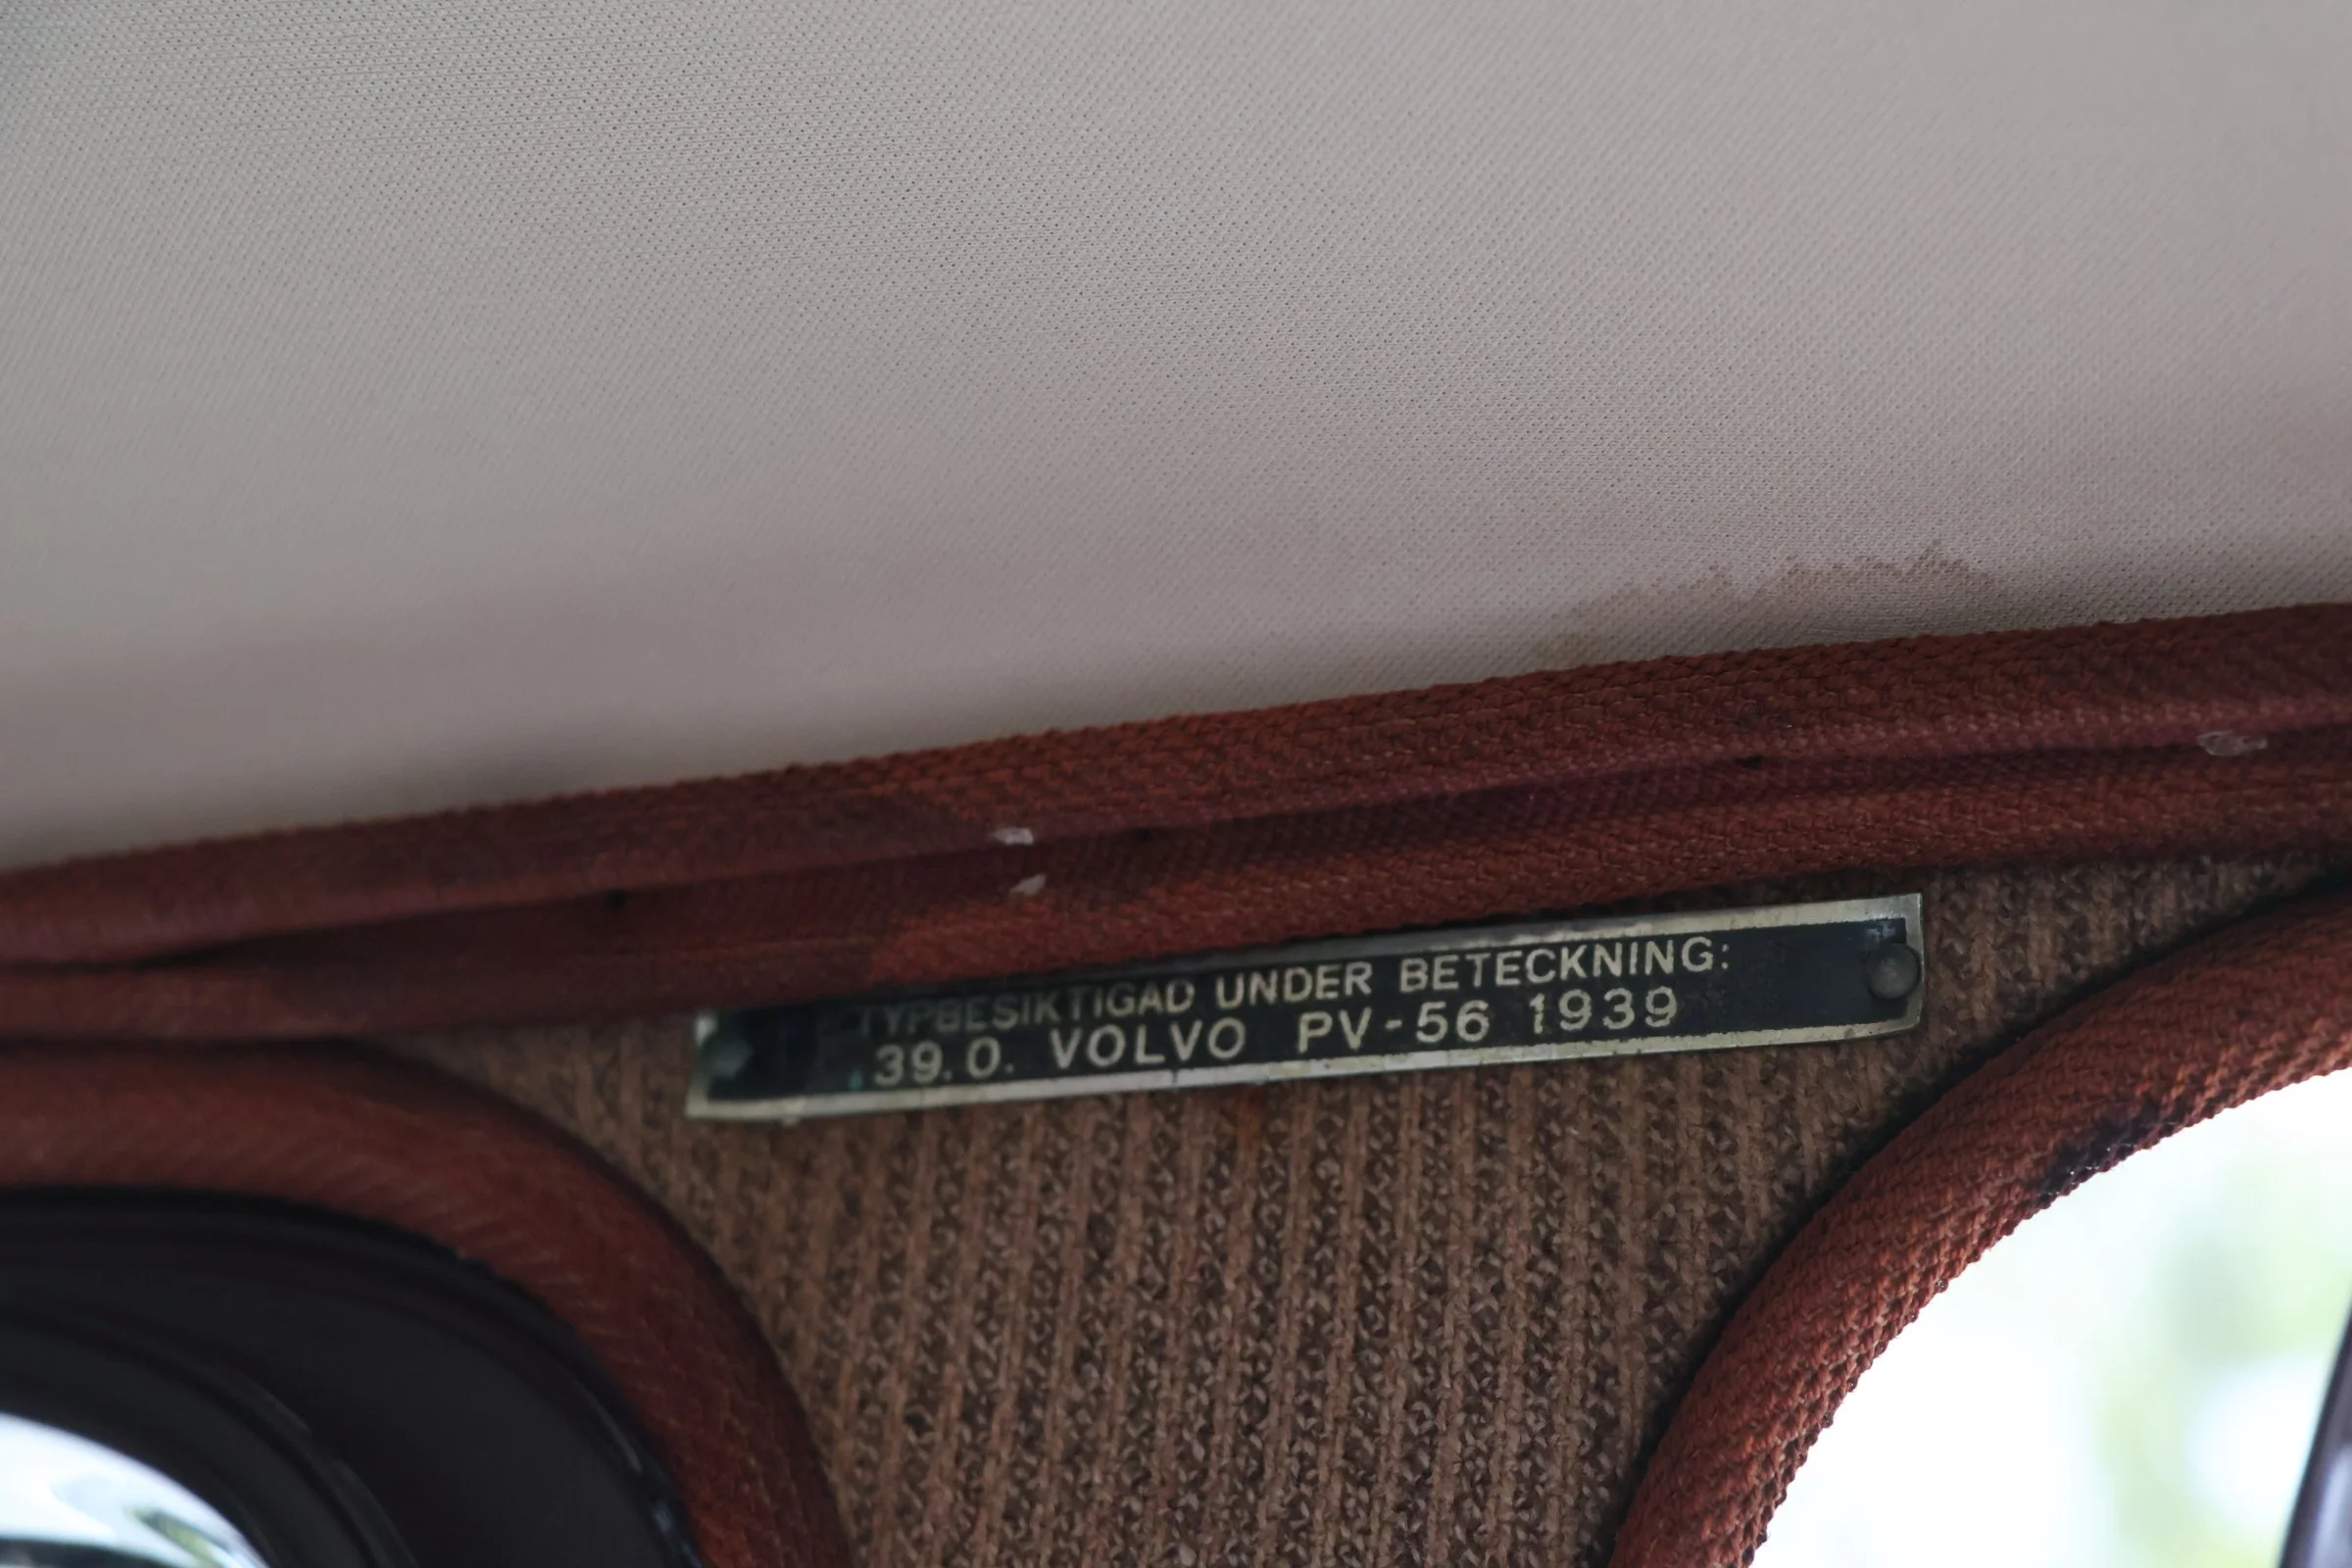 TYPBESIKTIGAD UNDER BETECKNING:
39.0. VOLVO PV-56 1939